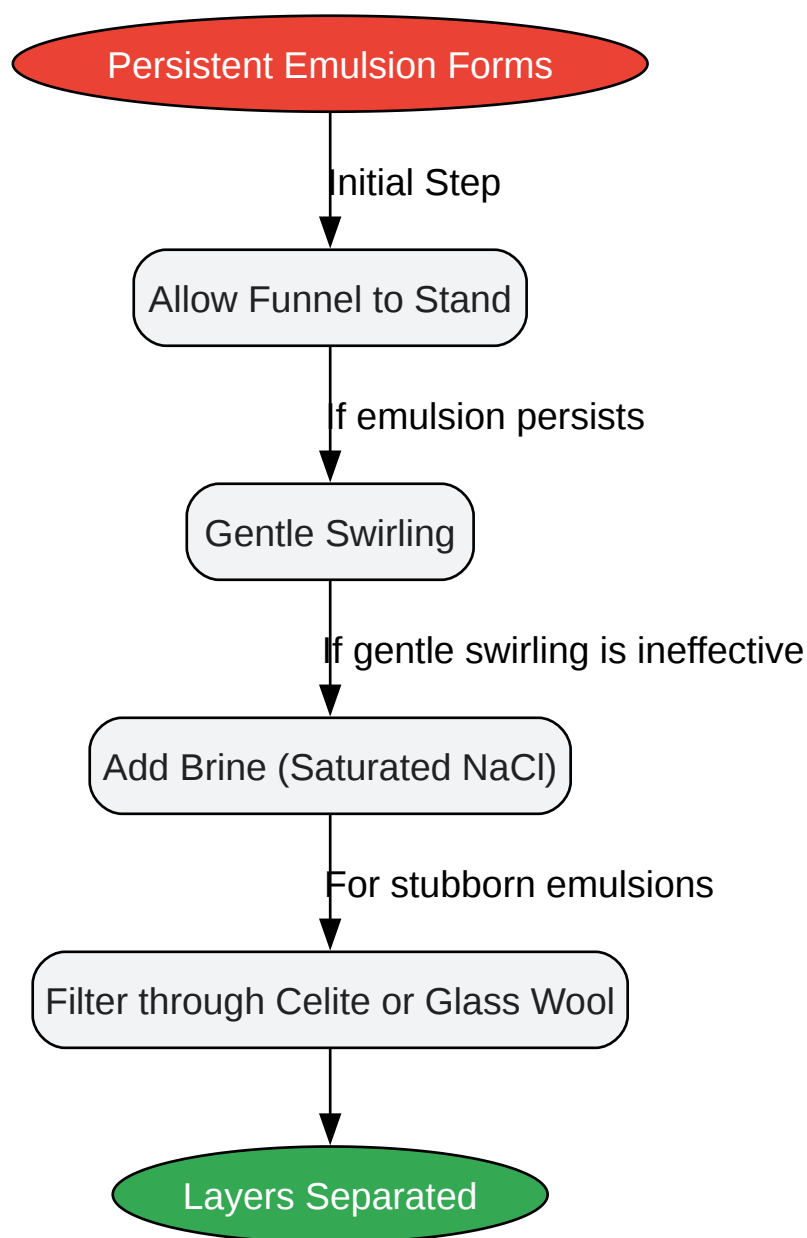 Persistent Emulsion Forms
Initial Step
Allow Funnel to Stand
If emulsion persists
Gentle Swirling
If gentle swirling is ineffective
Add Brine (Saturated NaCl)
For stubborn emulsions
Filter through Celite or Glass Wool
Layers Separated